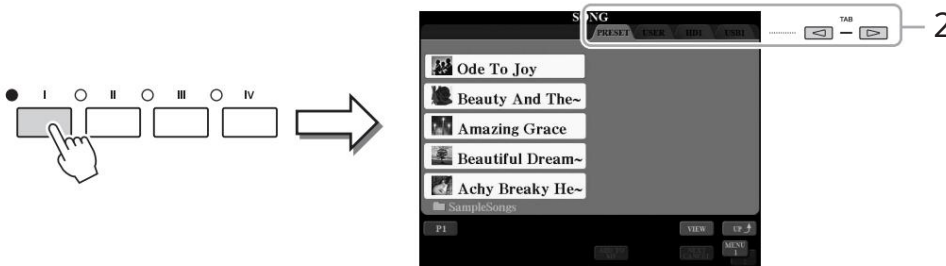 I II III IV
SONG
PRESET USER HD1 USB1
TAB
2
Ode To Joy
Beauty And The~
Amazing Grace
Beautiful Dream~
Achy Breaky He~
SampleSongs
P1 VIEW UP
MENU 1